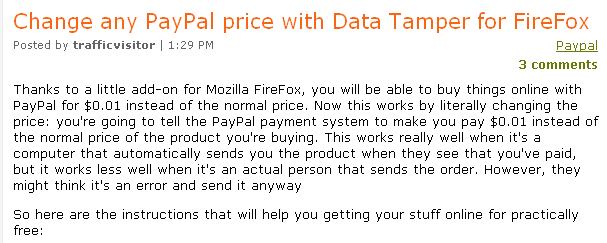 Change any PayPal price with Data Tamper for FireFox
Posted by trafficvisitor | 1:29 PM
Paypal
3 comments
Thanks to a little add-on for Mozilla FireFox, you will be able to buy things online with
PayPal for $0.01 instead of the normal price. Now this works by literally changing the
price: you're going to tell the PayPal payment system to make you pay $0.01 instead of
the normal price of the product you're buying. This works really well when it's a
computer that automatically sends you the product when they see that you've paid,
but it works less well when it's an actual person that sends the order. However, they
might think it's an error and send it anyway
So here are the instructions that will help you getting your stuff online for practically
free: